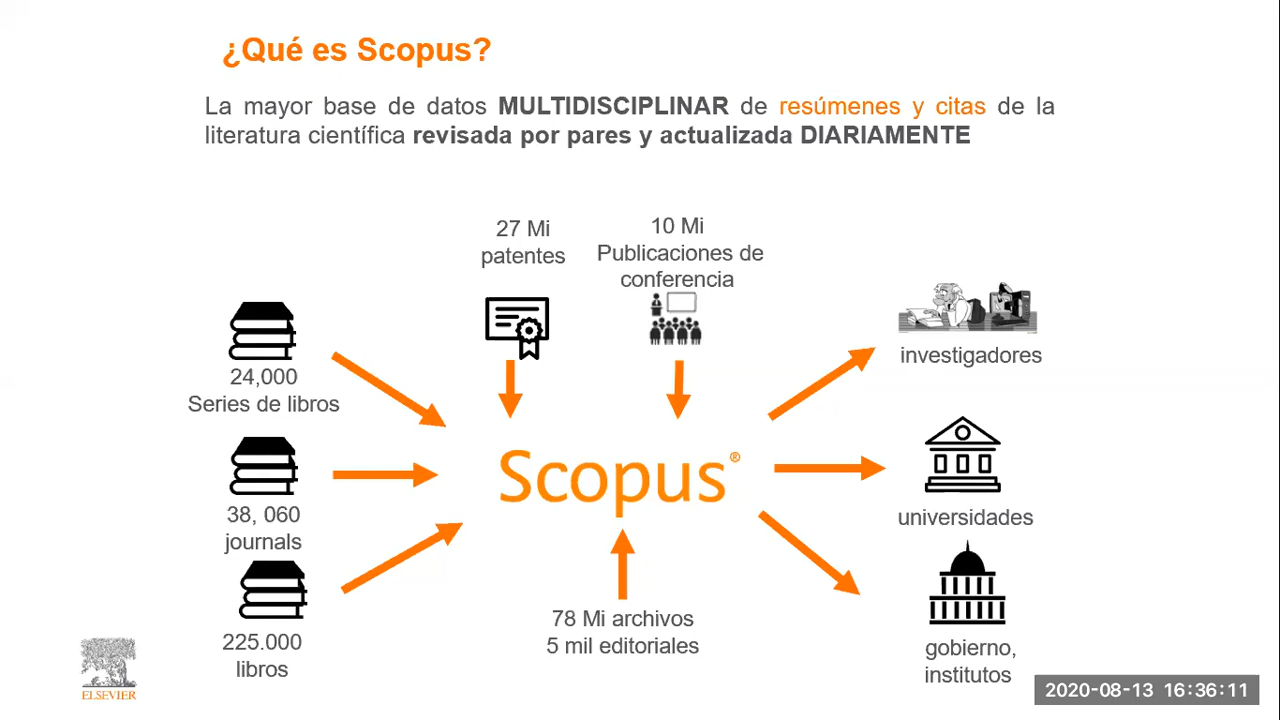 ¿Qué es Scopus?
La mayor base de datos MULTIDISCIPLINAR de resúmenes y citas de la
literatura científica revisada por pares y actualizada DIARIAMENTE
27 Mi
patentes
10 Mi
Publicaciones de
conferencia
24,000
Series de libros
38, 060
journals
225.000
libros
Scopus®
78 Mi archivos
5 mil editoriales
investigadores
universidades
gobierno,
institutos
ELSEVIER
2020-08-13 16:36:11